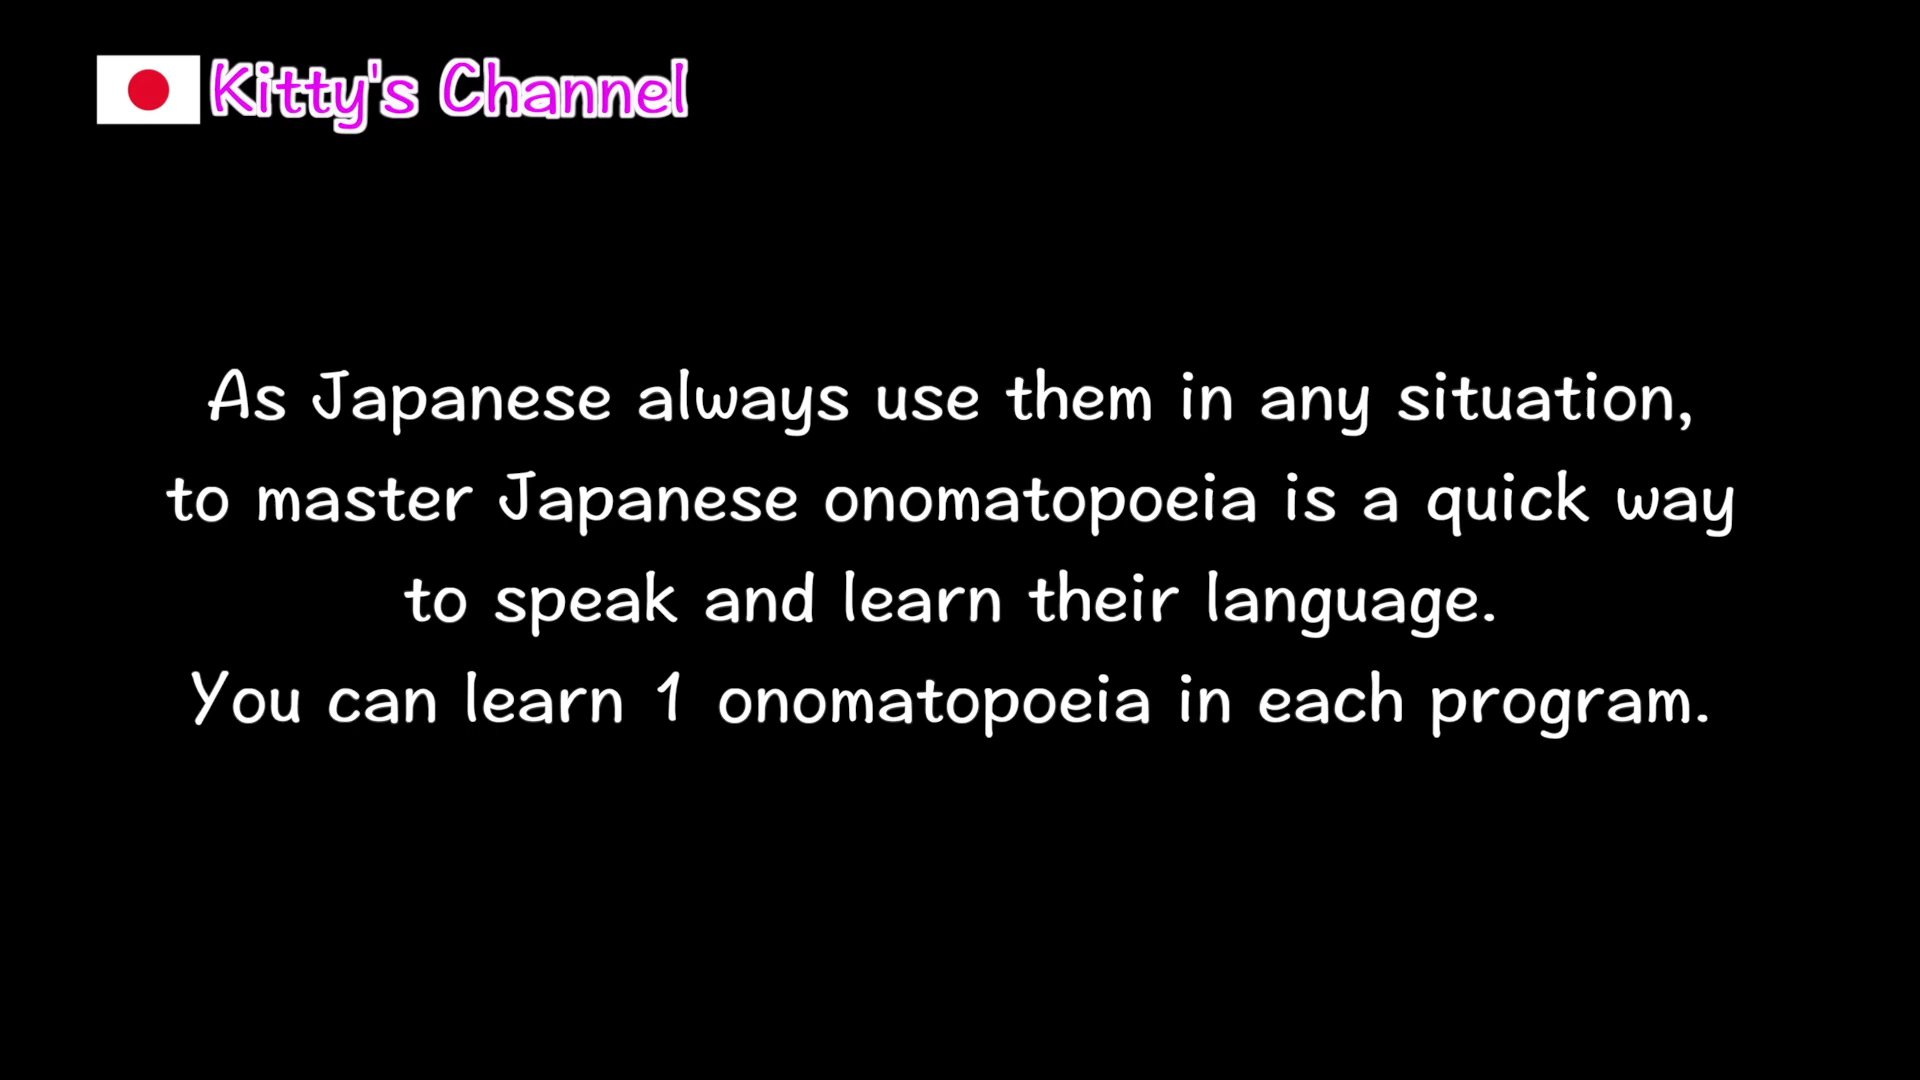 Kitty's Channel
As Japanese always use them in any situation,
to master Japanese onomatopoeia is a quick way
to speak and learn their language.
You can learn 1 onomatopoeia in each program.